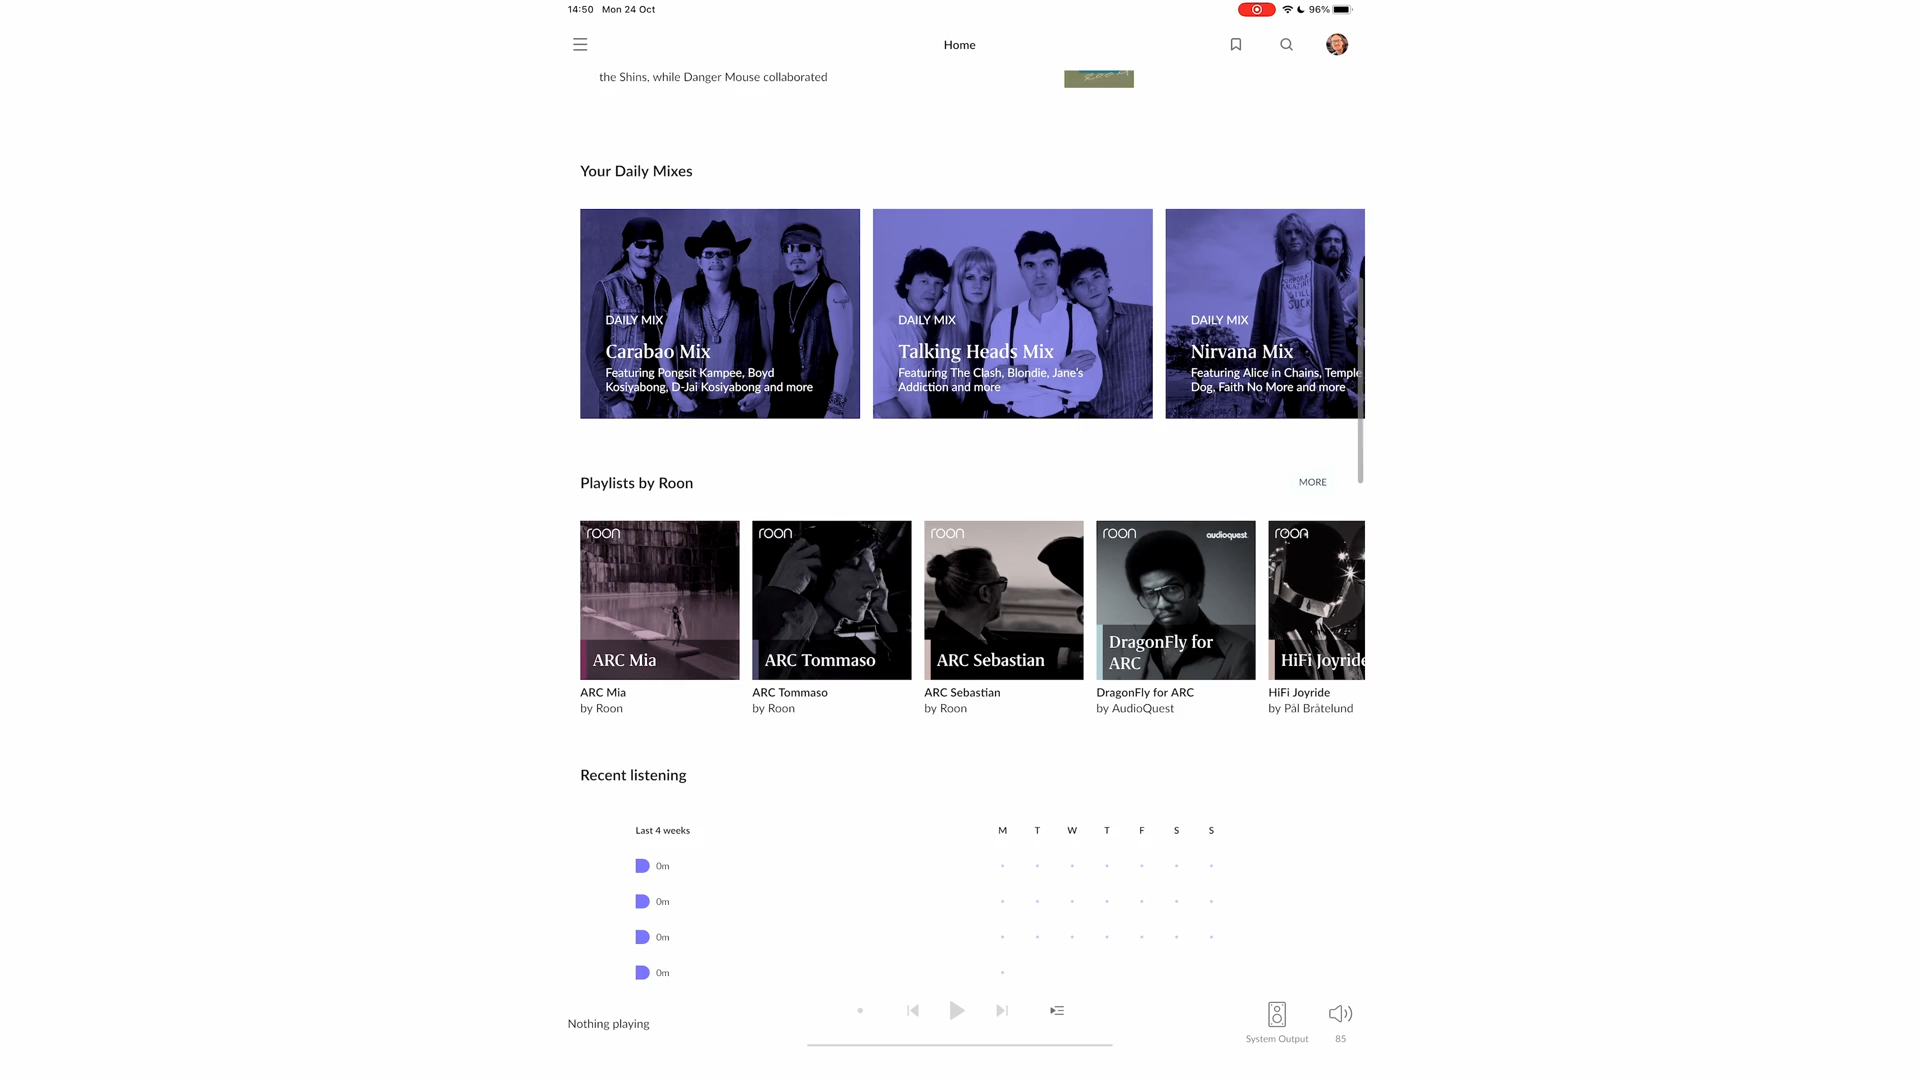 14:50 Mon 24 Oct
96%
Home
the Shins, while Danger Mouse collaborated
Your Daily Mixes
DAILY MIX
Carabao Mix
Featuring Pongsit Kampee, Boyd
Kosiyabong, D-Jai Kosiyabong and more
DAILY MIX
Talking Heads Mix
Featuring The Clash, Blondie, Jane's
Addiction and more
DAILY MIX
Nirvana Mix
Featuring Alice in Chains, Temple
Dog, Faith No More and more
Playlists by Roon
MORE
roon
ARC Mia
ARC Mia
by Roon
roon
ARC Tommaso
ARC Tommaso
by Roon
roon
ARC Sebastian
ARC Sebastian
by Roon
roon audioquest
DragonFly for
ARC
DragonFly for ARC
by AudioQuest
roon
HiFi Joyride
HiFi Joyride
by Pål Bråtelund
Recent listening
Last 4 weeks
M T W T F S S
0m
0m
0m
0m
Nothing playing
System Output
85